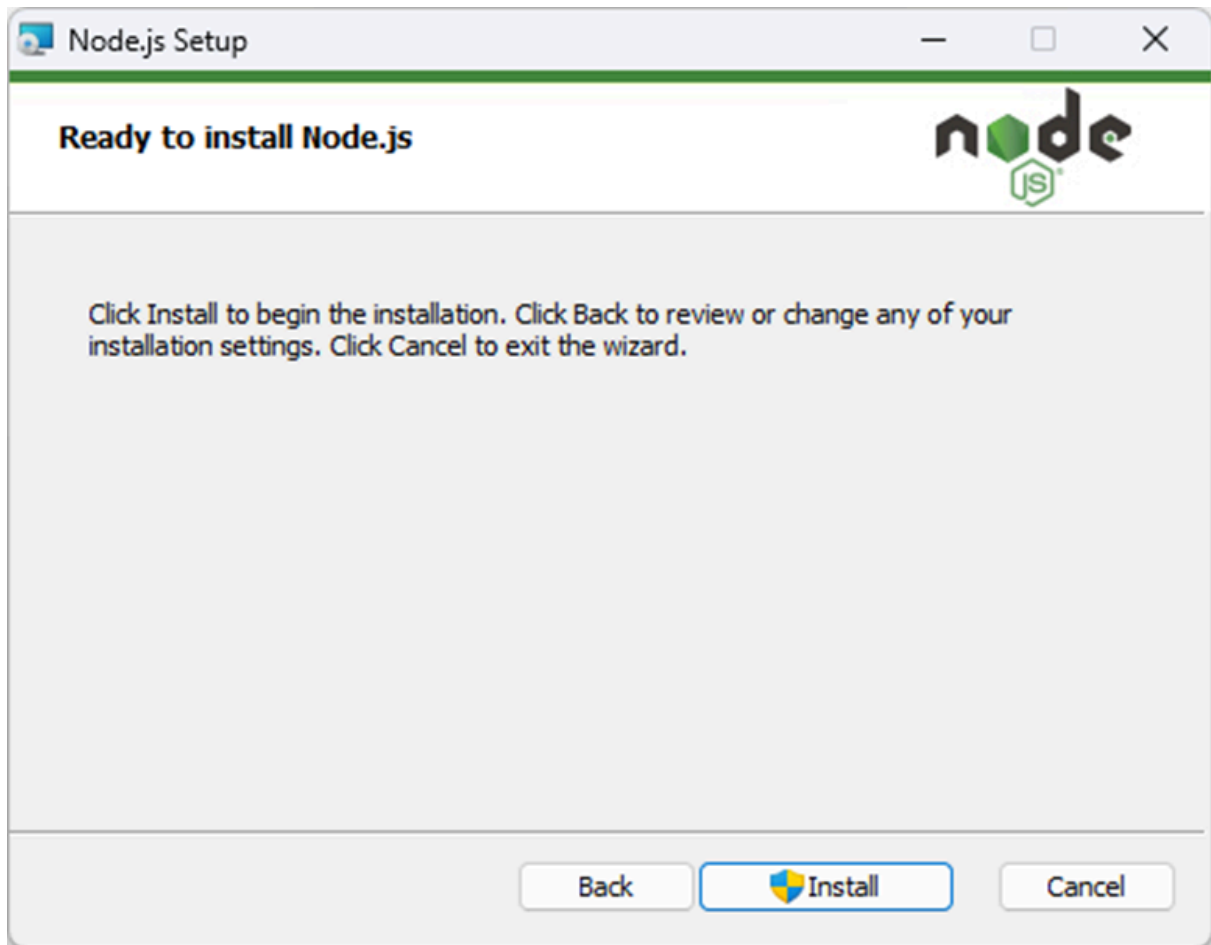 Node.js Setup
Ready to install Node.js
node
JS
Click Install to begin the installation. Click Back to review or change any of your
installation settings. Click Cancel to exit the wizard.
Back
Install
Cancel